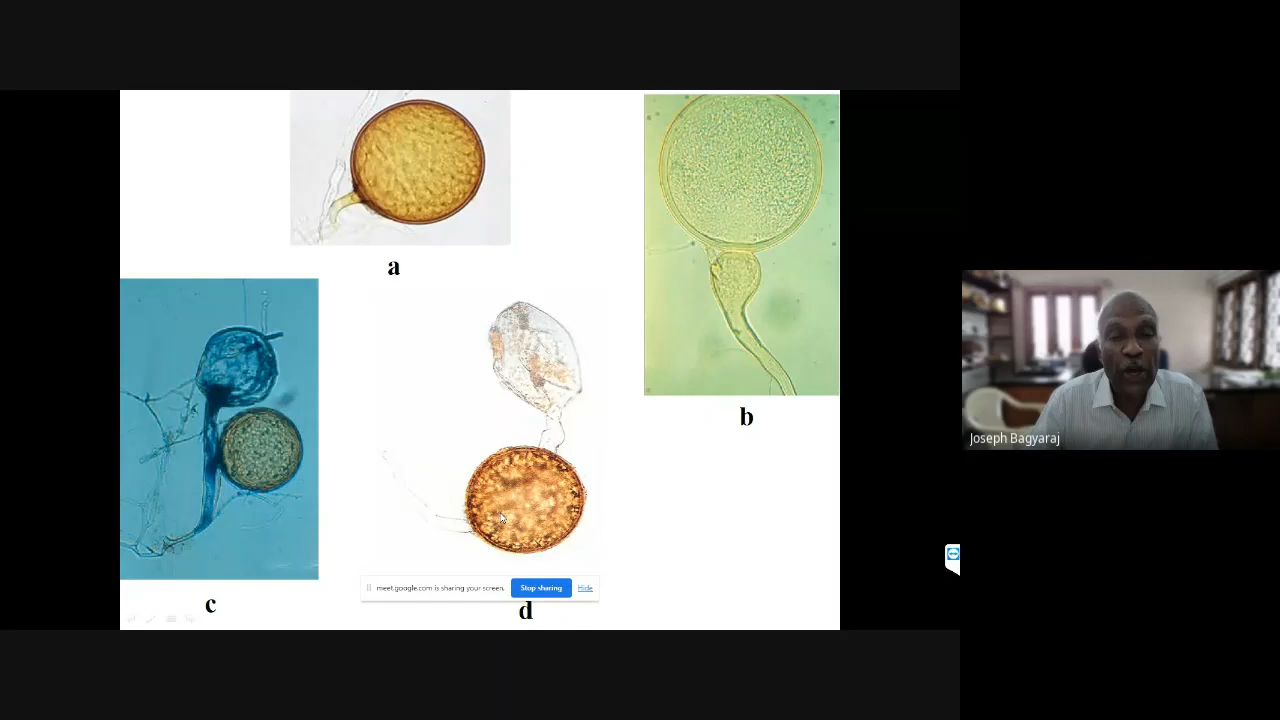 a
b
Joseph Bagyaraj
meet.google.com is sharing your screen.
Stop sharing
Hide
c
d